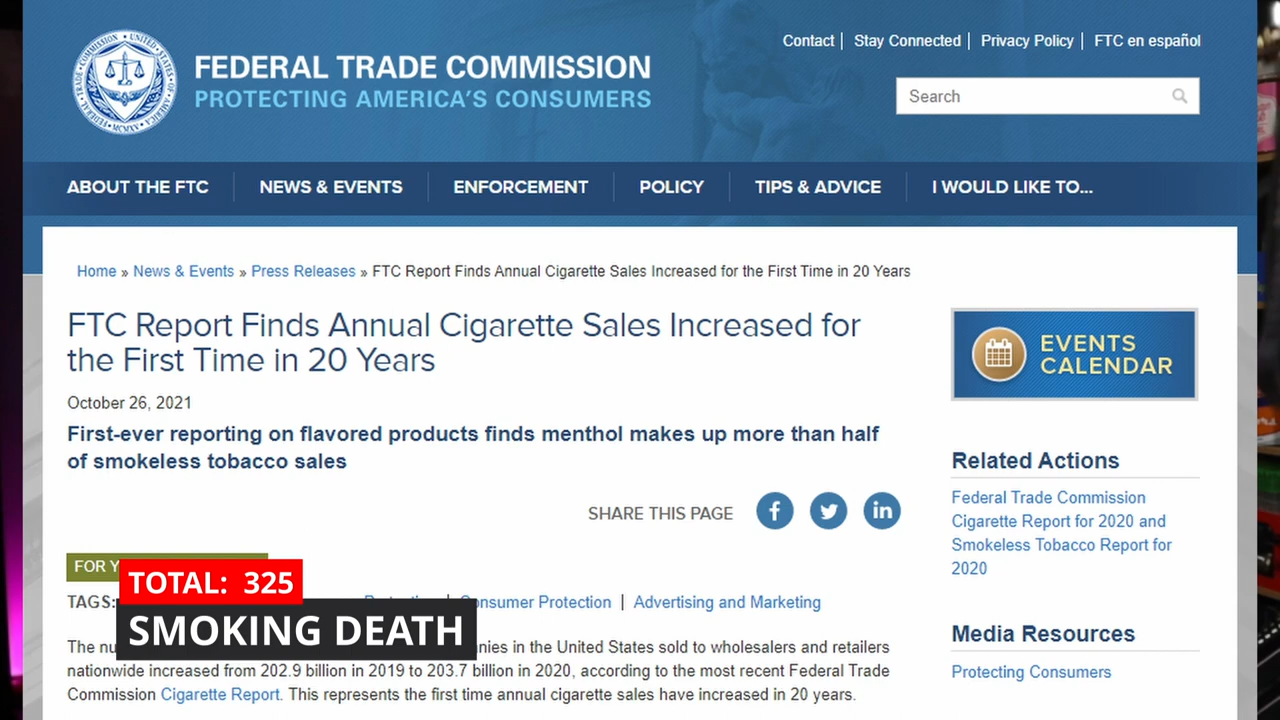 Contact | Stay Connected | Privacy Policy | FTC en español
FEDERAL TRADE COMMISSION
PROTECTING AMERICA'S CONSUMERS
Search
ABOUT THE FTC NEWS & EVENTS ENFORCEMENT POLICY TIPS & ADVICE I WOULD LIKE TO...
Home » News & Events » Press Releases » FTC Report Finds Annual Cigarette Sales Increased for the First Time in 20 Years
FTC Report Finds Annual Cigarette Sales Increased for
the First Time in 20 Years
October 26, 2021
First-ever reporting on flavored products finds menthol makes up more than half
of smokeless tobacco sales
SHARE THIS PAGE
FOR
TAGS: | Consumer Protection | Advertising and Marketing
The in the United States sold to wholesalers and retailers
nationwide increased from 202.9 billion in 2019 to 203.7 billion in 2020, according to the most recent Federal Trade
Commission Cigarette Report. This represents the first time annual cigarette sales have increased in 20 years.
TOTAL: 325
SMOKING DEATH
EVENTS
CALENDAR
Related Actions
Federal Trade Commission
Cigarette Report for 2020 and
Smokeless Tobacco Report for
2020
Media Resources
Protecting Consumers